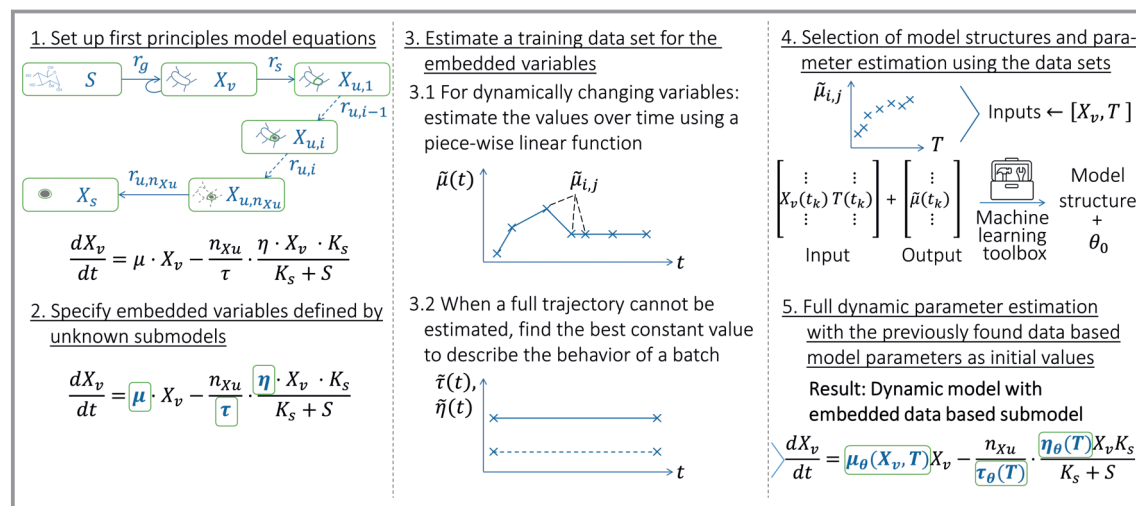 1. Set up first principles model equations
S r_g X_v r_s X_{u,1}
r_{u,i−1}
X_{u,i}
r_{u,i}
X_s r_{u,n_{Xu}} X_{u,n_{Xu}}
dX_v/dt = μ · X_v − n_{Xu}/τ · (η · X_v · K_s)/(K_s + S)
2. Specify embedded variables defined by
unknown submodels
dX_v/dt = μ · X_v − n_{Xu}/τ · (η · X_v · K_s)/(K_s + S)
3. Estimate a training data set for the
embedded variables
3.1 For dynamically changing variables:
estimate the values over time using a
piece-wise linear function
μ̃(t) μ̃_{i,j}
t
3.2 When a full trajectory cannot be
estimated, find the best constant value
to describe the behavior of a batch
τ̃(t),
η̃(t)
t
4. Selection of model structures and para-
meter estimation using the data sets
μ̃_{i,j}
Inputs ← [X_v, T]
T
⋮ ⋮ ⋮
X_v(t_k) T(t_k) + μ̃(t_k)
⋮ ⋮ ⋮
Input Output
Machine
learning
toolbox
Model
structure
+
θ_0
5. Full dynamic parameter estimation
with the previously found data based
model parameters as initial values
Result: Dynamic model with
embedded data based submodel
dX_v/dt = μ_θ(X_v, T)X_v − n_{Xu}/τ_θ(T) · (η_θ(T)X_vK_s)/(K_s + S)